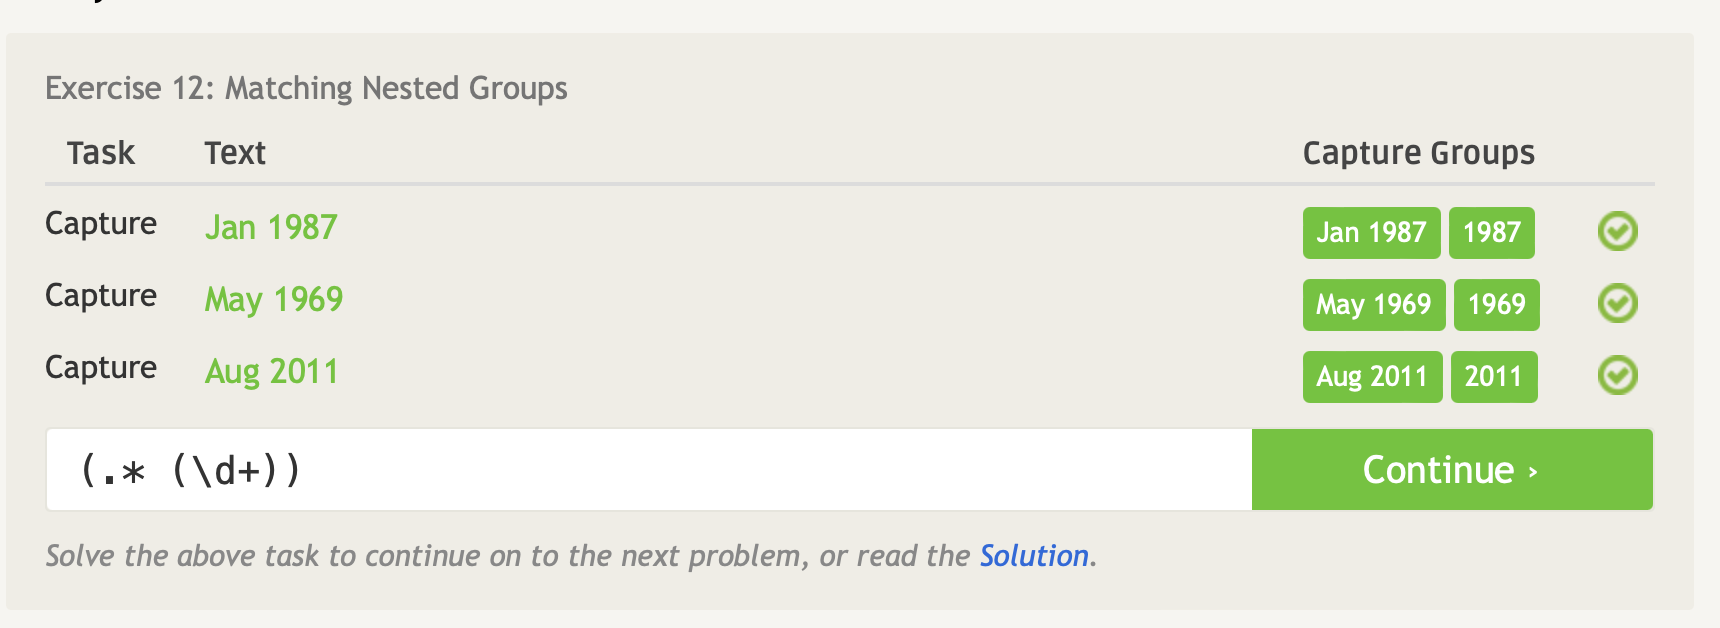 Exercise 12: Matching Nested Groups
Task Text Capture Groups
Capture Jan 1987 Jan 1987 1987
Capture May 1969 May 1969 1969
Capture Aug 2011 Aug 2011 2011
(.* (\d+)) Continue ›
Solve the above task to continue on to the next problem, or read the Solution.